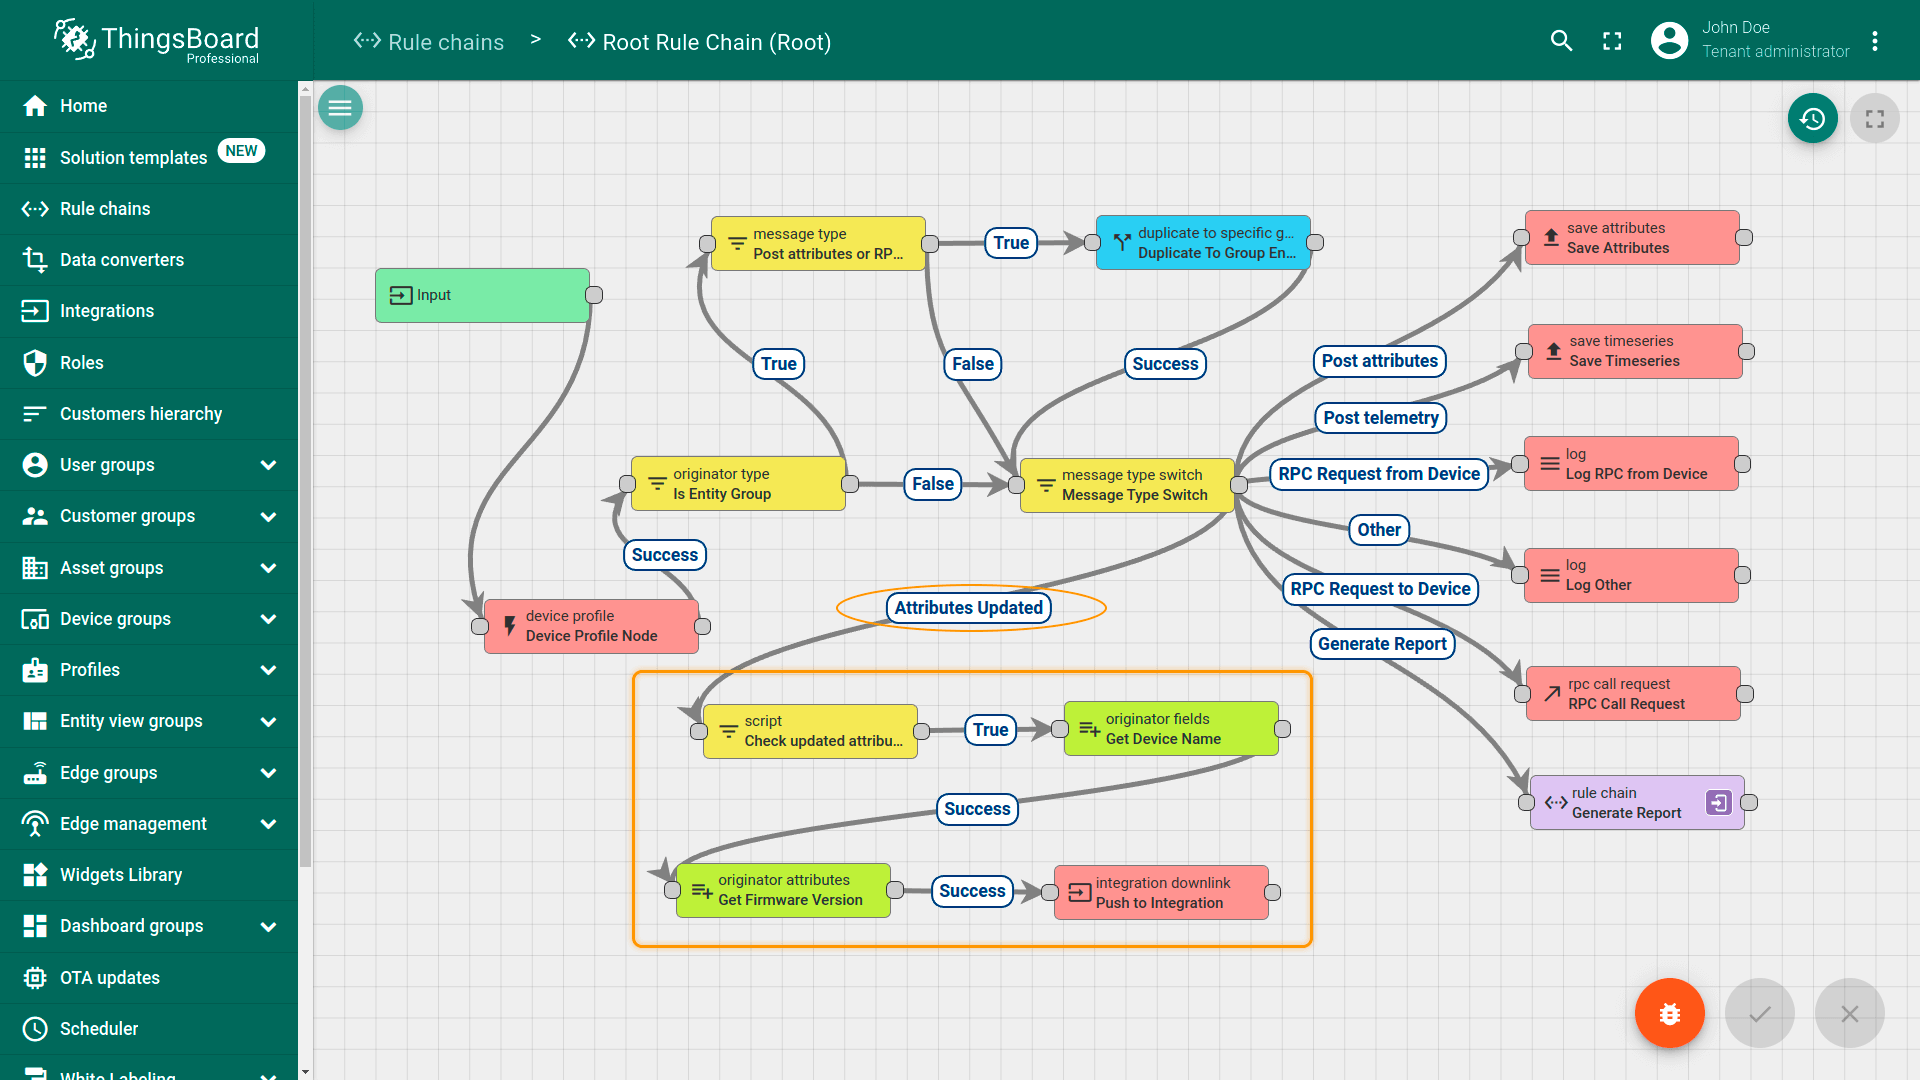 ThingsBoard
Professional
Rule chains > Root Rule Chain (Root)
John Doe
Tenant administrator
Home
Solution templates NEW
Rule chains
Data converters
Integrations
Roles
Customers hierarchy
User groups
Customer groups
Asset groups
Device groups
Profiles
Entity view groups
Edge groups
Edge management
Widgets Library
Dashboard groups
OTA updates
Scheduler
White Labeling
Input
message type
Post attributes or RP...
True
duplicate to specific g...
Duplicate To Group En...
save attributes
Save Attributes
save timeseries
Save Timeseries
True
False
Success
Post attributes
Post telemetry
originator type
Is Entity Group
False
message type switch
Message Type Switch
RPC Request from Device
log
Log RPC from Device
Other
log
Log Other
Success
RPC Request to Device
device profile
Device Profile Node
Attributes Updated
Generate Report
rpc call request
RPC Call Request
script
Check updated attribu...
True
originator fields
Get Device Name
Success
rule chain
Generate Report
originator attributes
Get Firmware Version
Success
integration downlink
Push to Integration